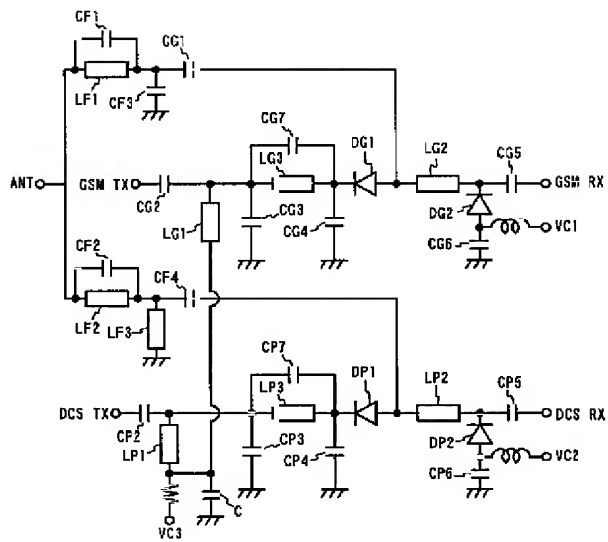 CF1
CG1
LF1
CF3
CG7
LG3
DG1
LG2
CG5
ANT
GSM TX
CG2
GSM RX
DG2
LG1
CG3
CG4
VC1
CG6
CF2
CF4
LF2
LF3
CP7
LP3
DP1
LP2
CP5
DCS TX
CP2
DCS RX
LP1
CP3
CP4
DP2
VC2
CP6
C
VC3